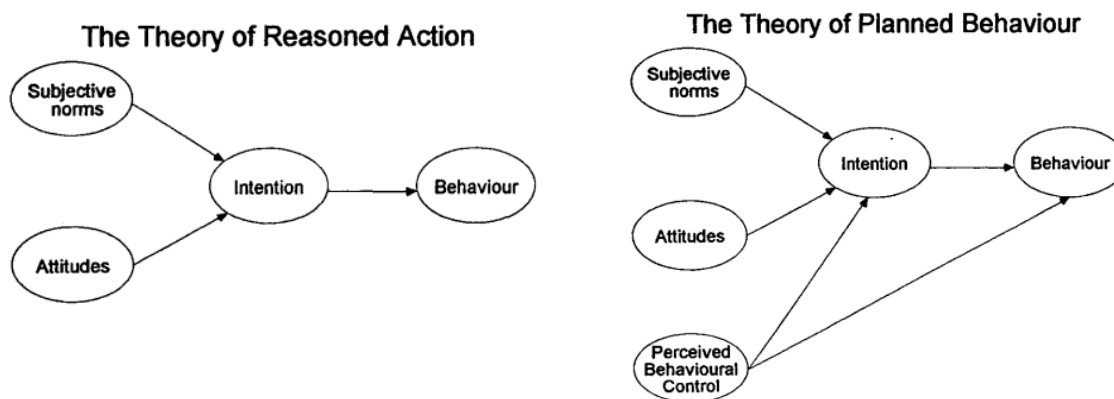 The Theory of Reasoned Action
Subjective
norms
Intention
Behaviour
Attitudes
The Theory of Planned Behaviour
Subjective
norms
Intention
Behaviour
Attitudes
Perceived
Behavioural
Control